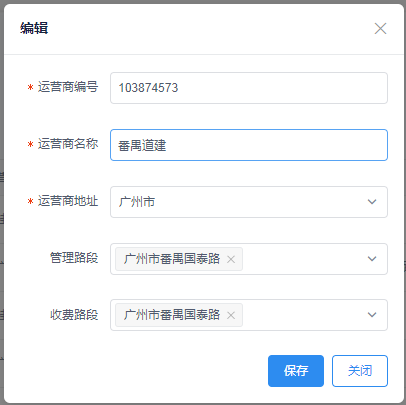 编辑
* 运营商编号 103874573
* 运营商名称 番禺道建
* 运营商地址 广州市
管理路段 广州市番禺国泰路
收费路段 广州市番禺国泰路
保存 关闭